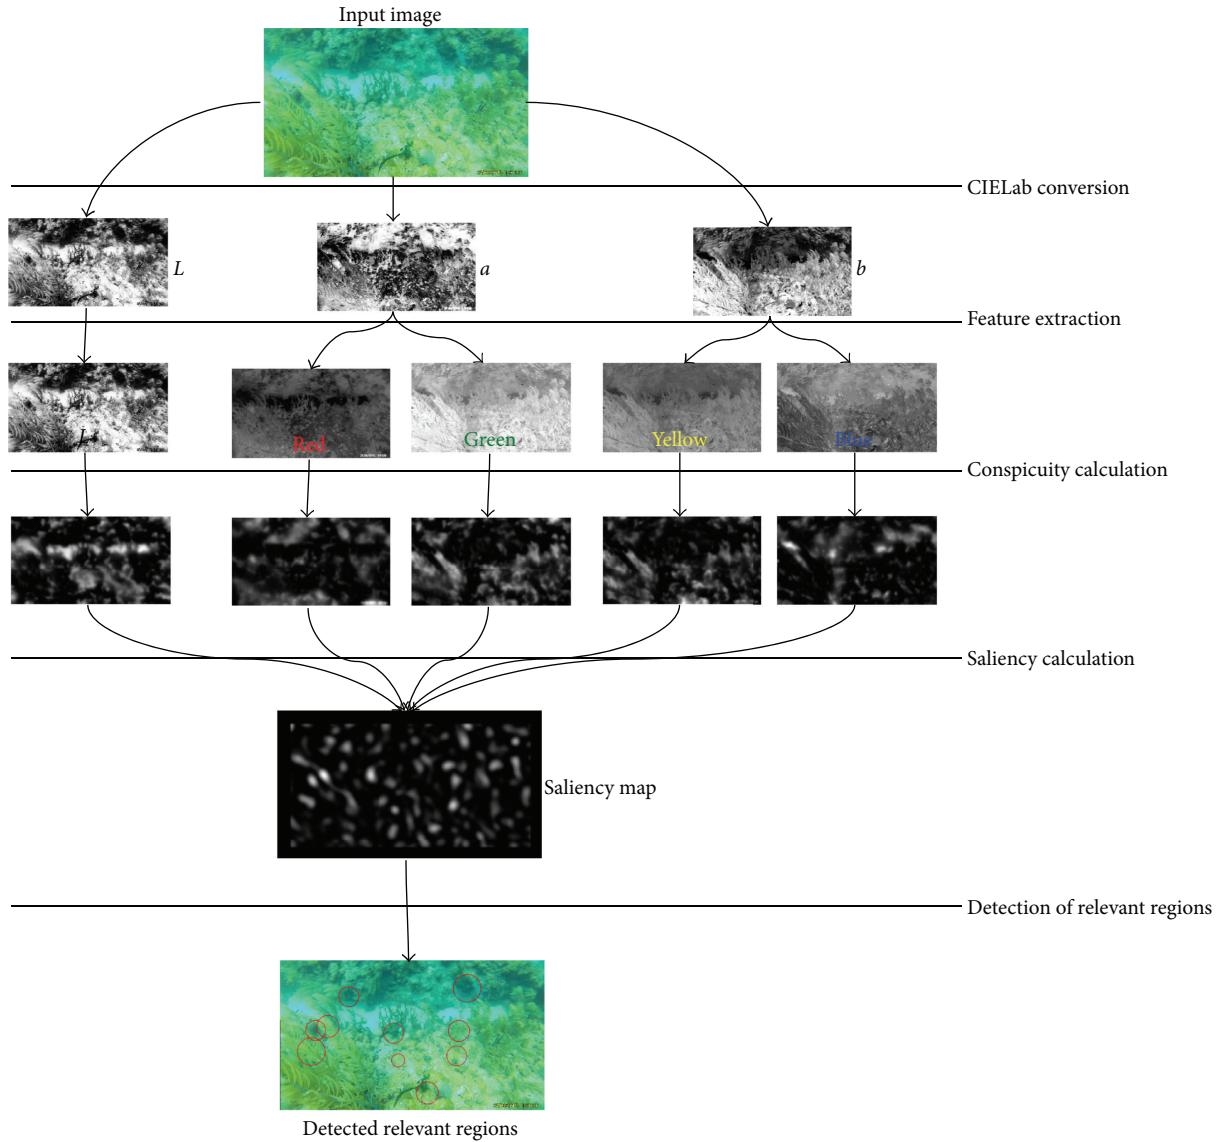 Input image
CIELab conversion
L
a
b
Feature extraction
L
Red
Green
Yellow
Blue
Conspicuity calculation
Saliency calculation
Saliency map
Detection of relevant regions
Detected relevant regions